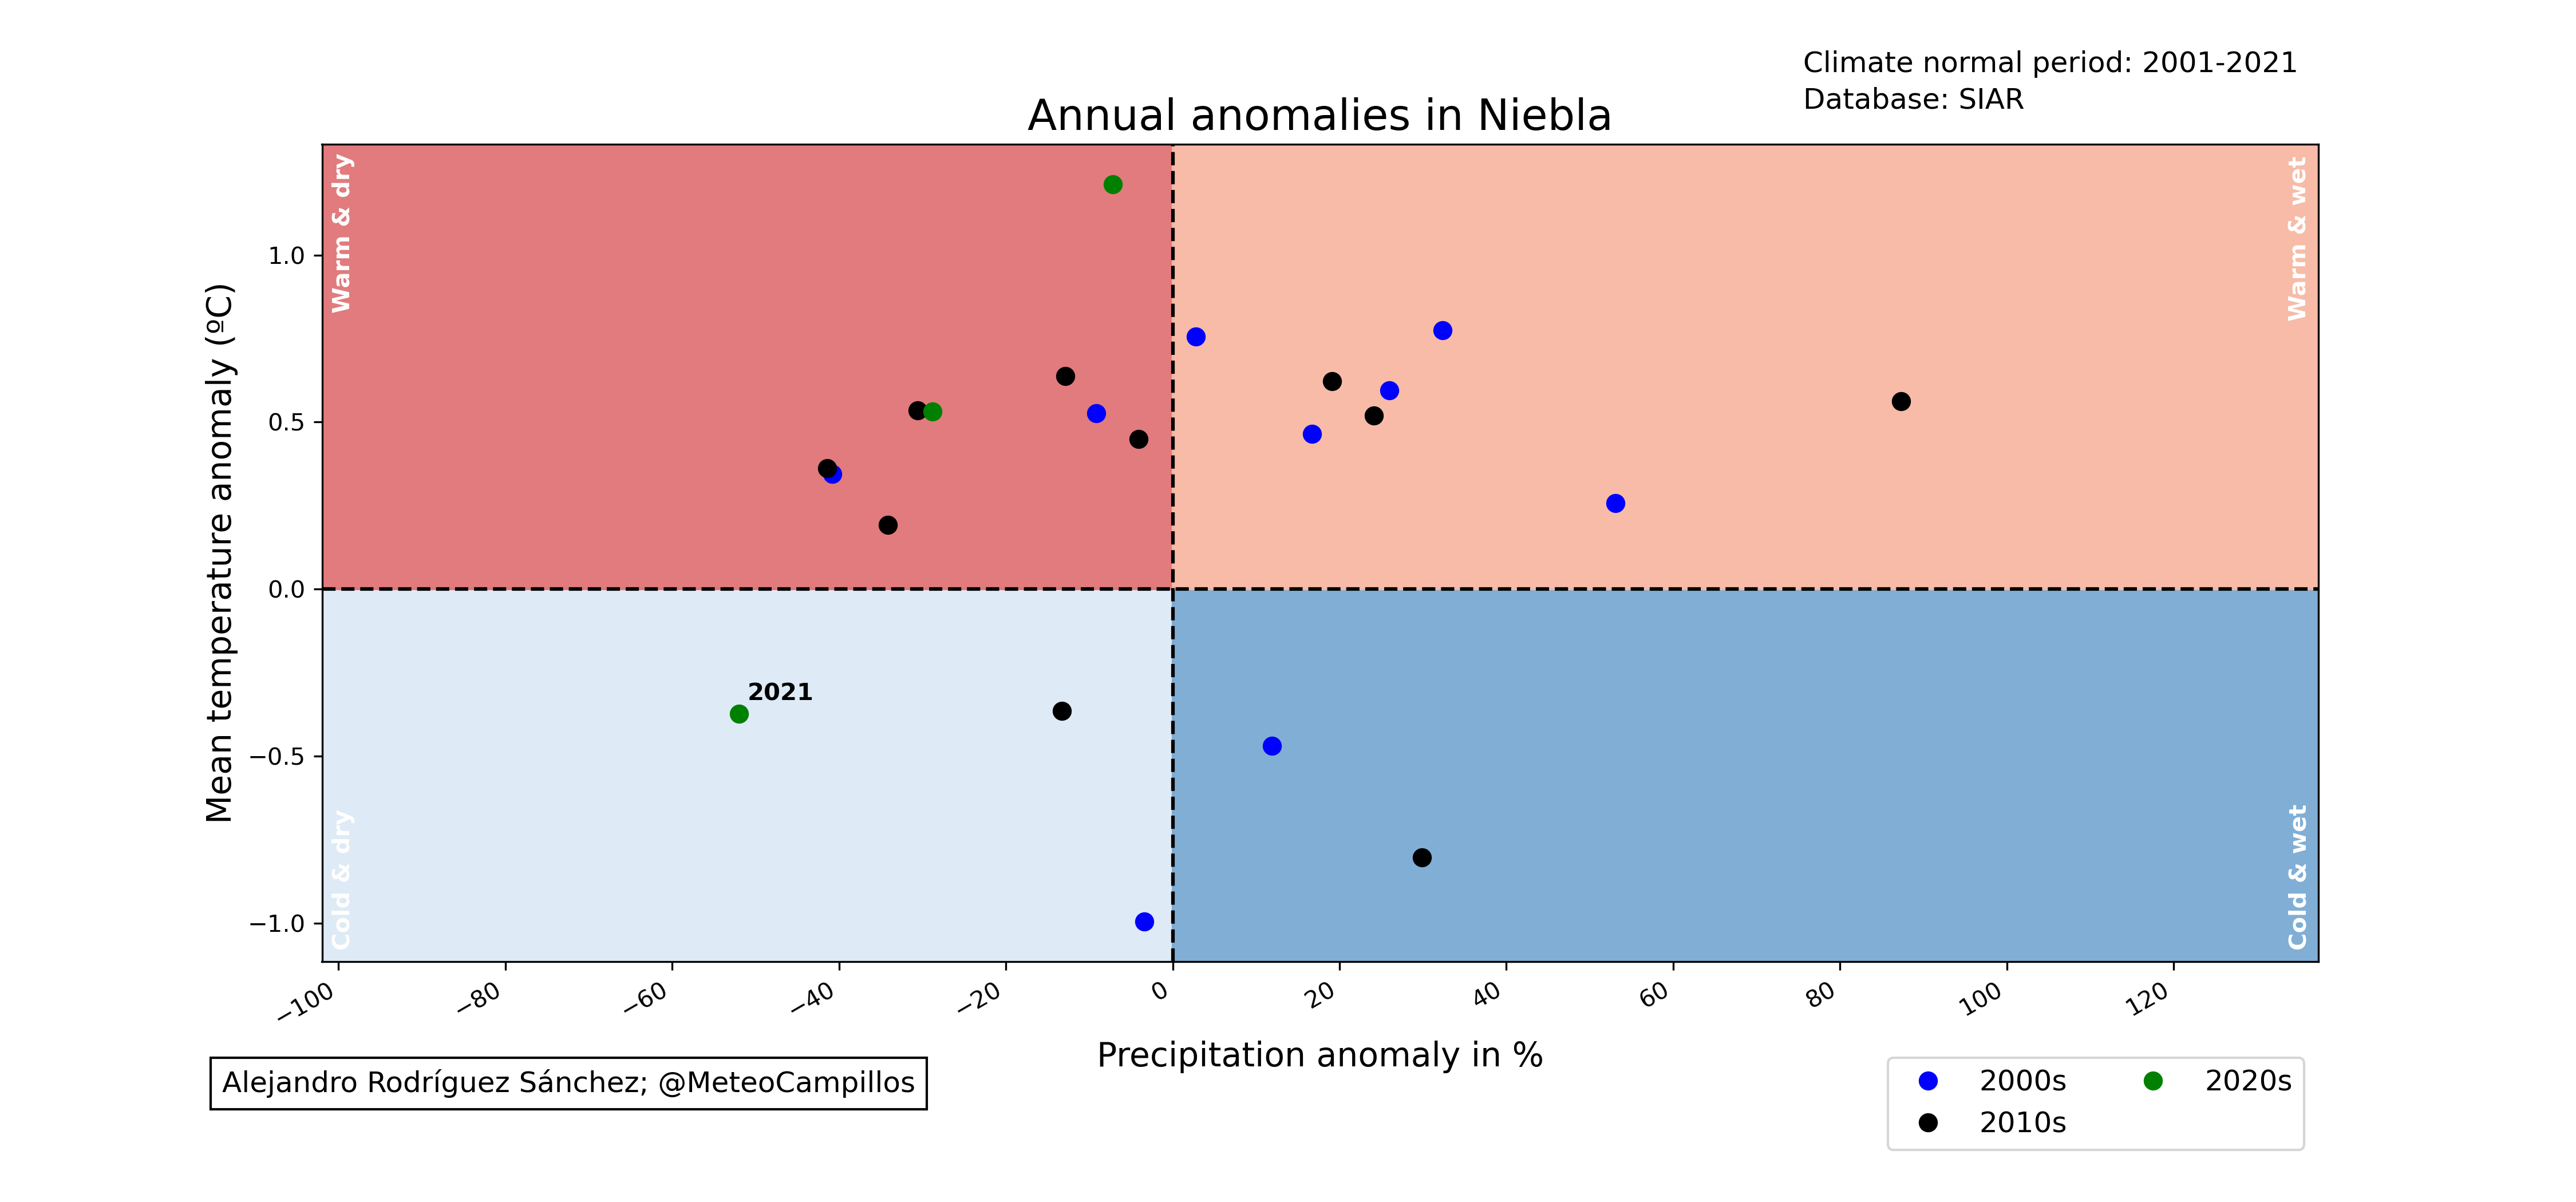 Climate normal period: 2001-2021
Database: SIAR
Annual anomalies in Niebla
Warm & dry
Warm & wet
Mean temperature anomaly (ºC)
1.0
0.5
0.0
−0.5
−1.0
2021
Cold & dry
Cold & wet
−100
−80
−60
−40
−20
0
20
40
60
80
100
120
Precipitation anomaly in %
Alejandro Rodríguez Sánchez; @MeteoCampillos
2000s
2010s
2020s